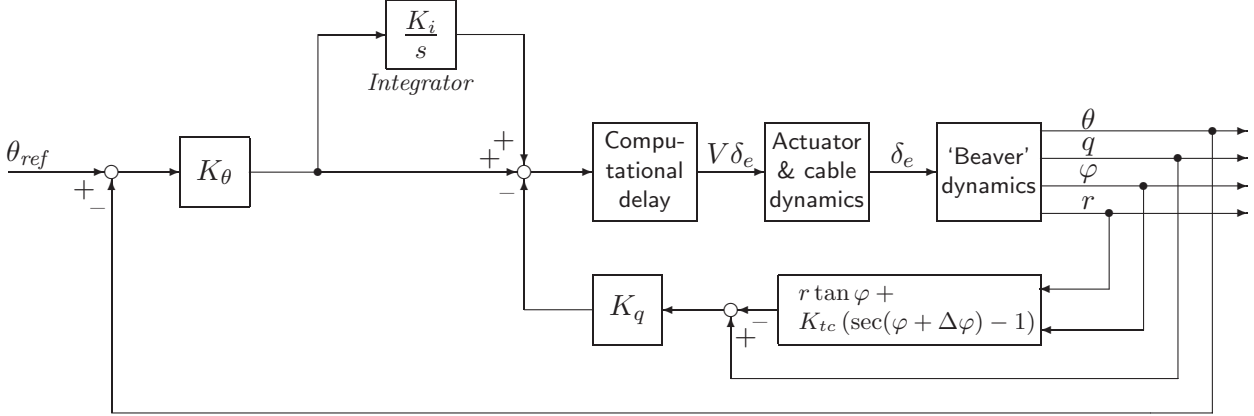 K_i
s
Integrator
θ_ref
+
−
K_θ
+
+
−
Compu-
tational
delay
Vδ_e
Actuator
& cable
dynamics
δ_e
‘Beaver’
dynamics
θ
q
φ
r
K_q
−
+
r tan φ +
K_tc (sec(φ + Δφ) − 1)